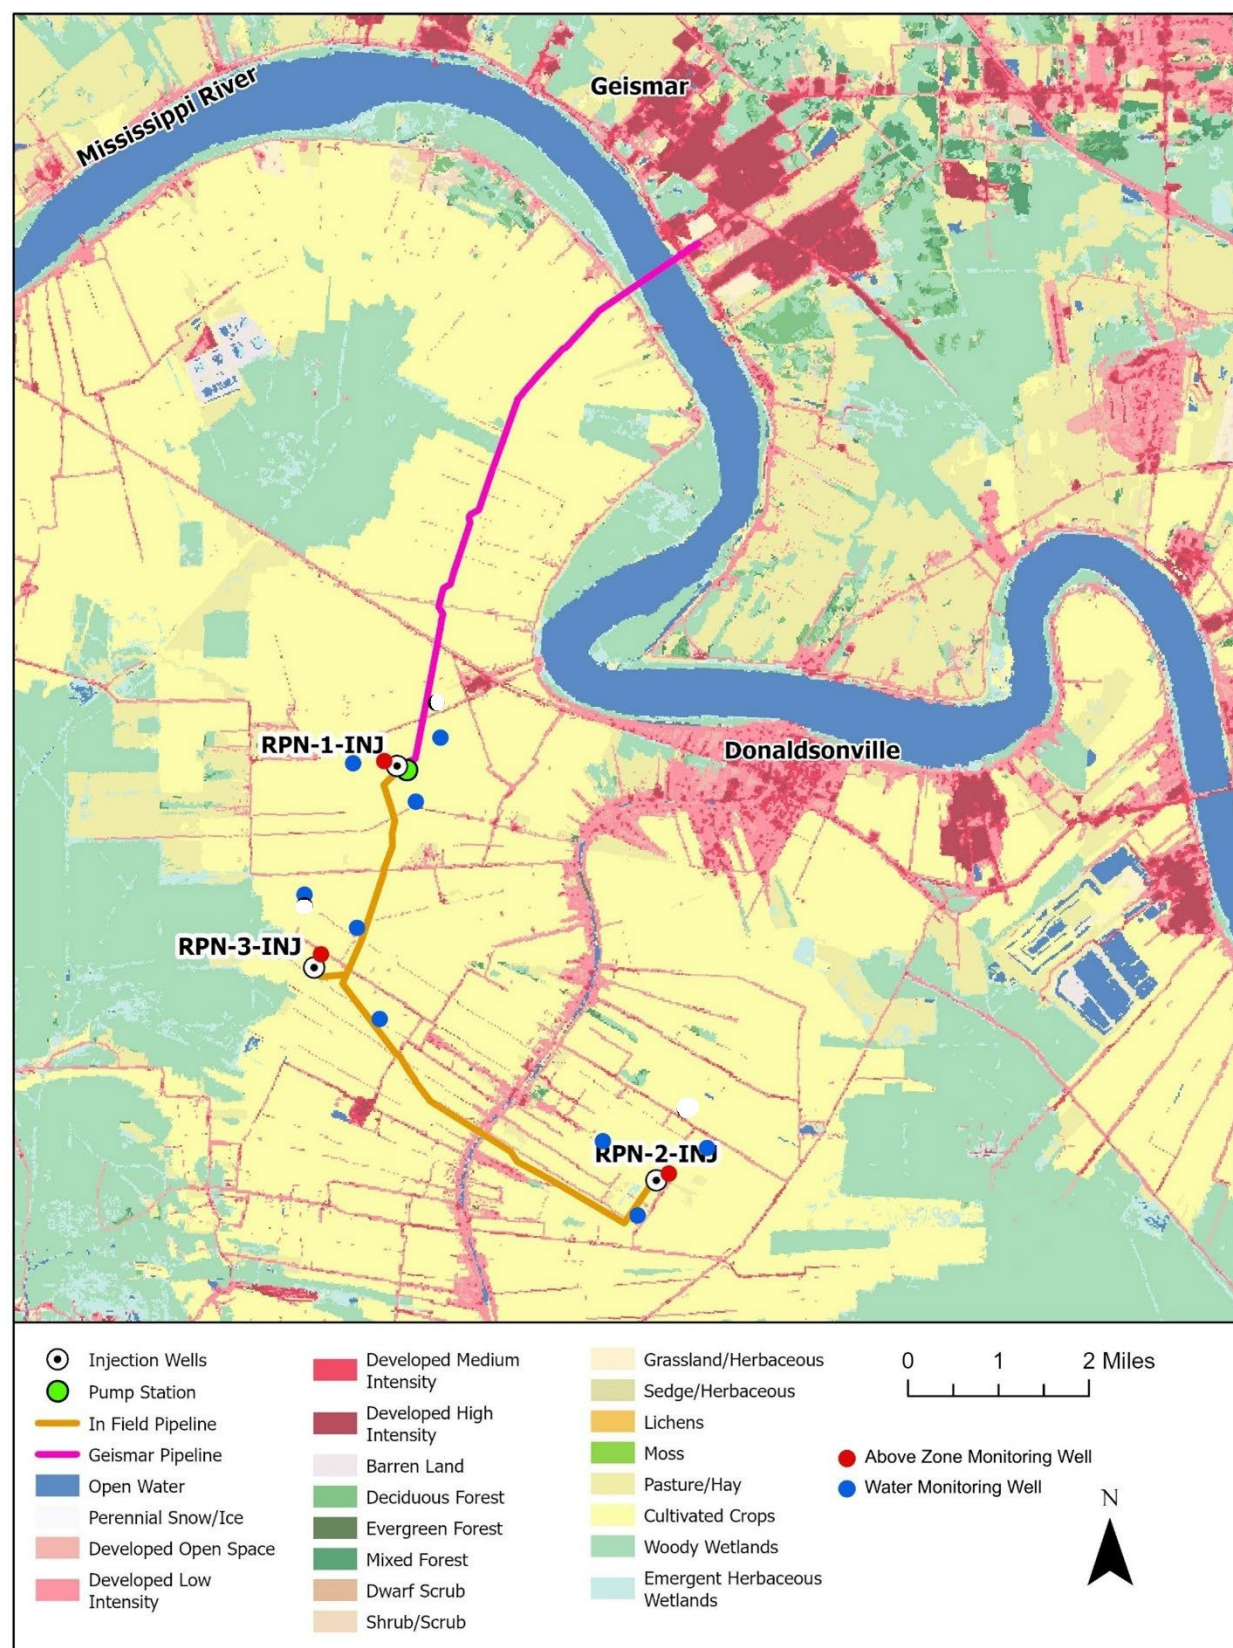 Geismar
Mississippi River
RPN-1-INJ
Donaldsonville
RPN-3-INJ
RPN-2-INJ
Injection Wells
Pump Station
In Field Pipeline
Geismar Pipeline
Open Water
Perennial Snow/Ice
Developed Open Space
Developed Low
Intensity
Developed Medium
Intensity
Developed High
Intensity
Barren Land
Deciduous Forest
Evergreen Forest
Mixed Forest
Dwarf Scrub
Shrub/Scrub
Grassland/Herbaceous
Sedge/Herbaceous
Lichens
Moss
Pasture/Hay
Cultivated Crops
Woody Wetlands
Emergent Herbaceous
Wetlands
0 1 2 Miles
Above Zone Monitoring Well
Water Monitoring Well
N